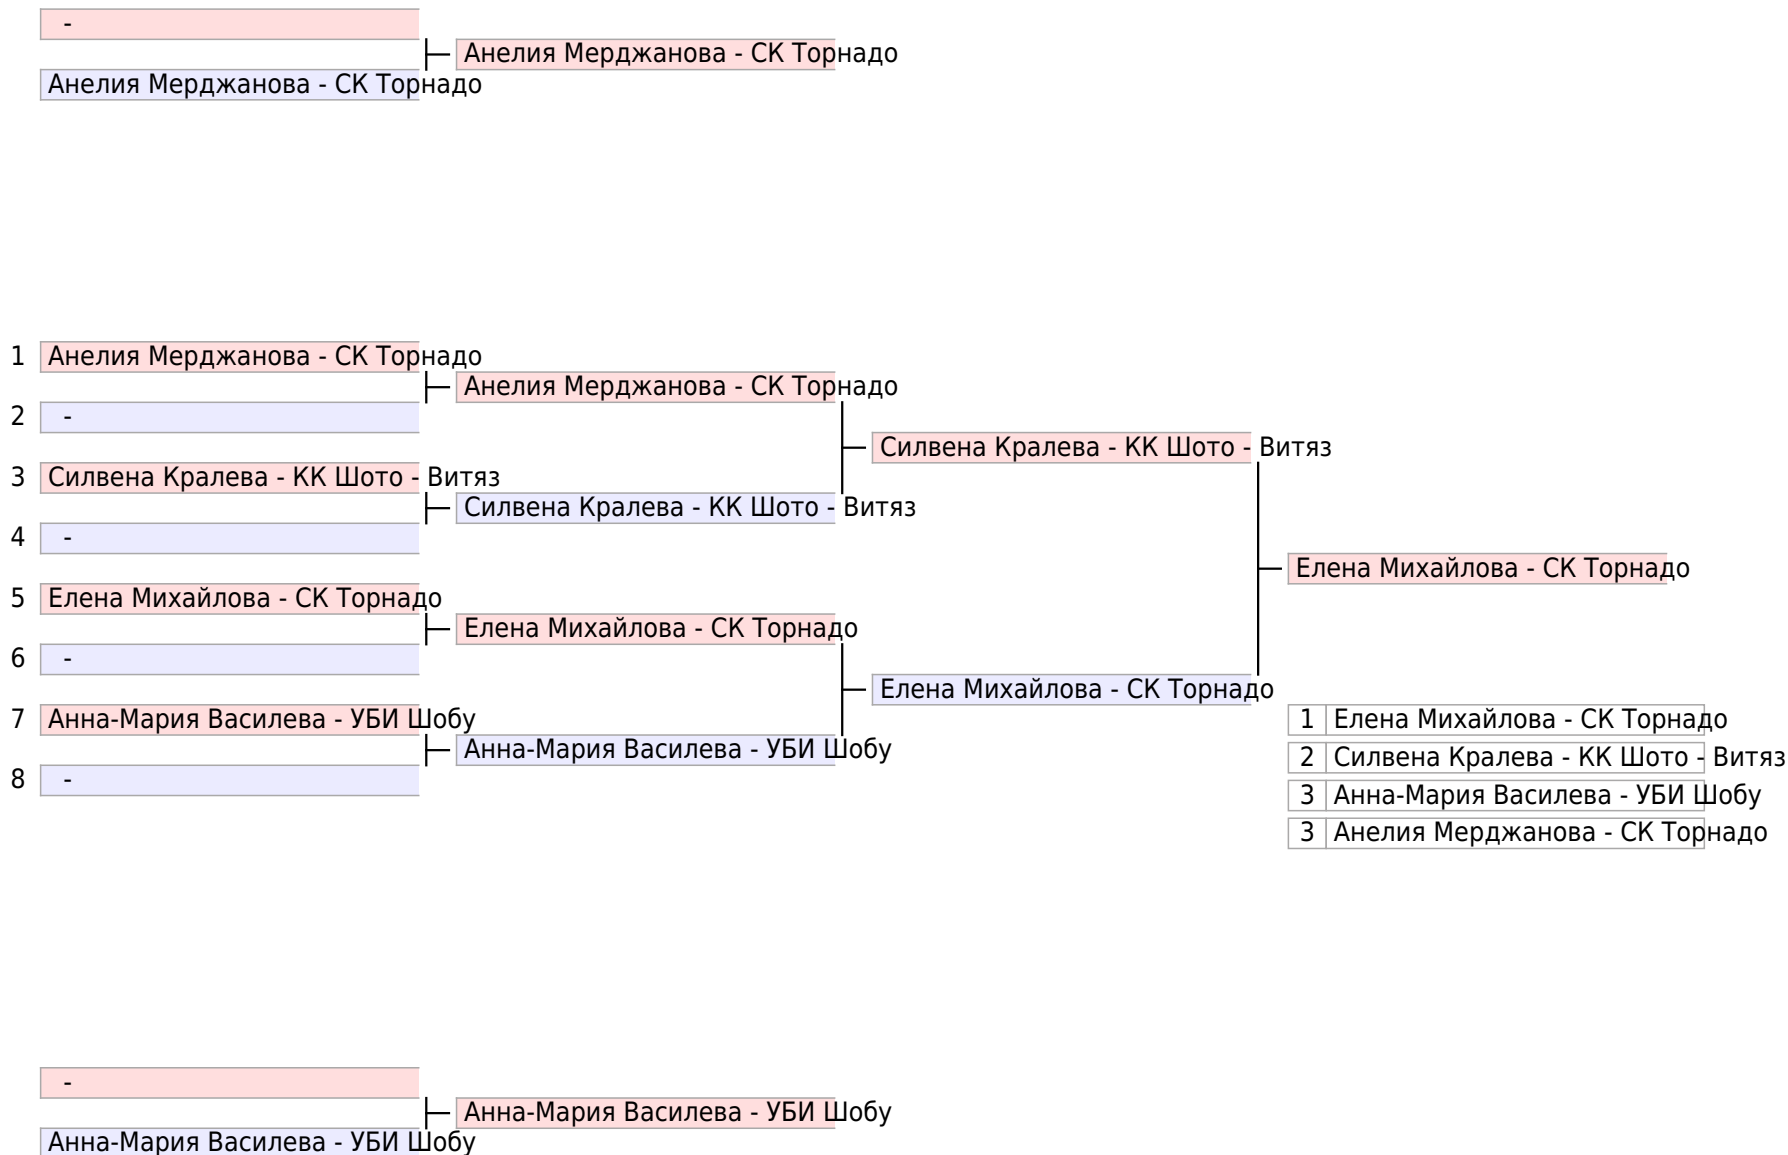 -
Анелия Мерджанова - СК Торнадо
Анелия Мерджанова - СК Торнадо
1 Анелия Мерджанова - СК Торнадо
Анелия Мерджанова - СК Торнадо
2 -
Силвена Кралева - КК Шото - Витяз
3 Силвена Кралева - КК Шото - Витяз
Силвена Кралева - КК Шото - Витяз
4 -
Елена Михайлова - СК Торнадо
5 Елена Михайлова - СК Торнадо
Елена Михайлова - СК Торнадо
6 -
Елена Михайлова - СК Торнадо
7 Анна-Мария Василева - УБИ Шобу
Анна-Мария Василева - УБИ Шобу
8 -
1 Елена Михайлова - СК Торнадо
2 Силвена Кралева - КК Шото - Витяз
3 Анна-Мария Василева - УБИ Шобу
3 Анелия Мерджанова - СК Торнадо
-
Анна-Мария Василева - УБИ Шобу
Анна-Мария Василева - УБИ Шобу